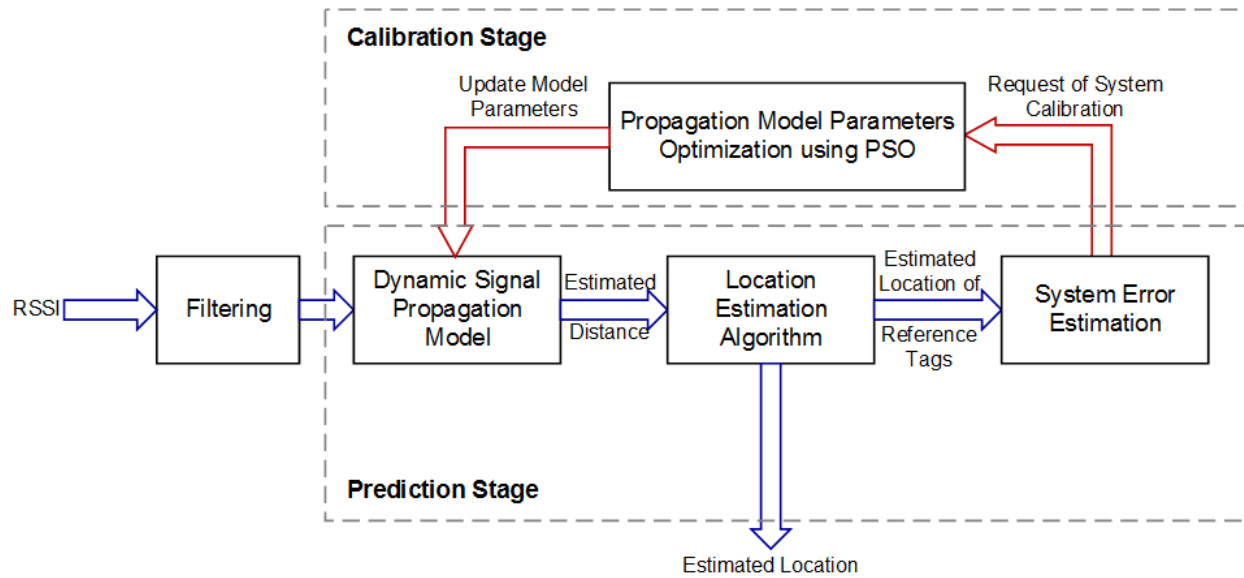 Calibration Stage
Update Model
Parameters
Propagation Model Parameters
Optimization using PSO
Request of System
Calibration
RSSI
Filtering
Dynamic Signal
Propagation
Model
Estimated
Distance
Location
Estimation
Algorithm
Estimated
Location of
Reference
Tags
System Error
Estimation
Prediction Stage
Estimated Location